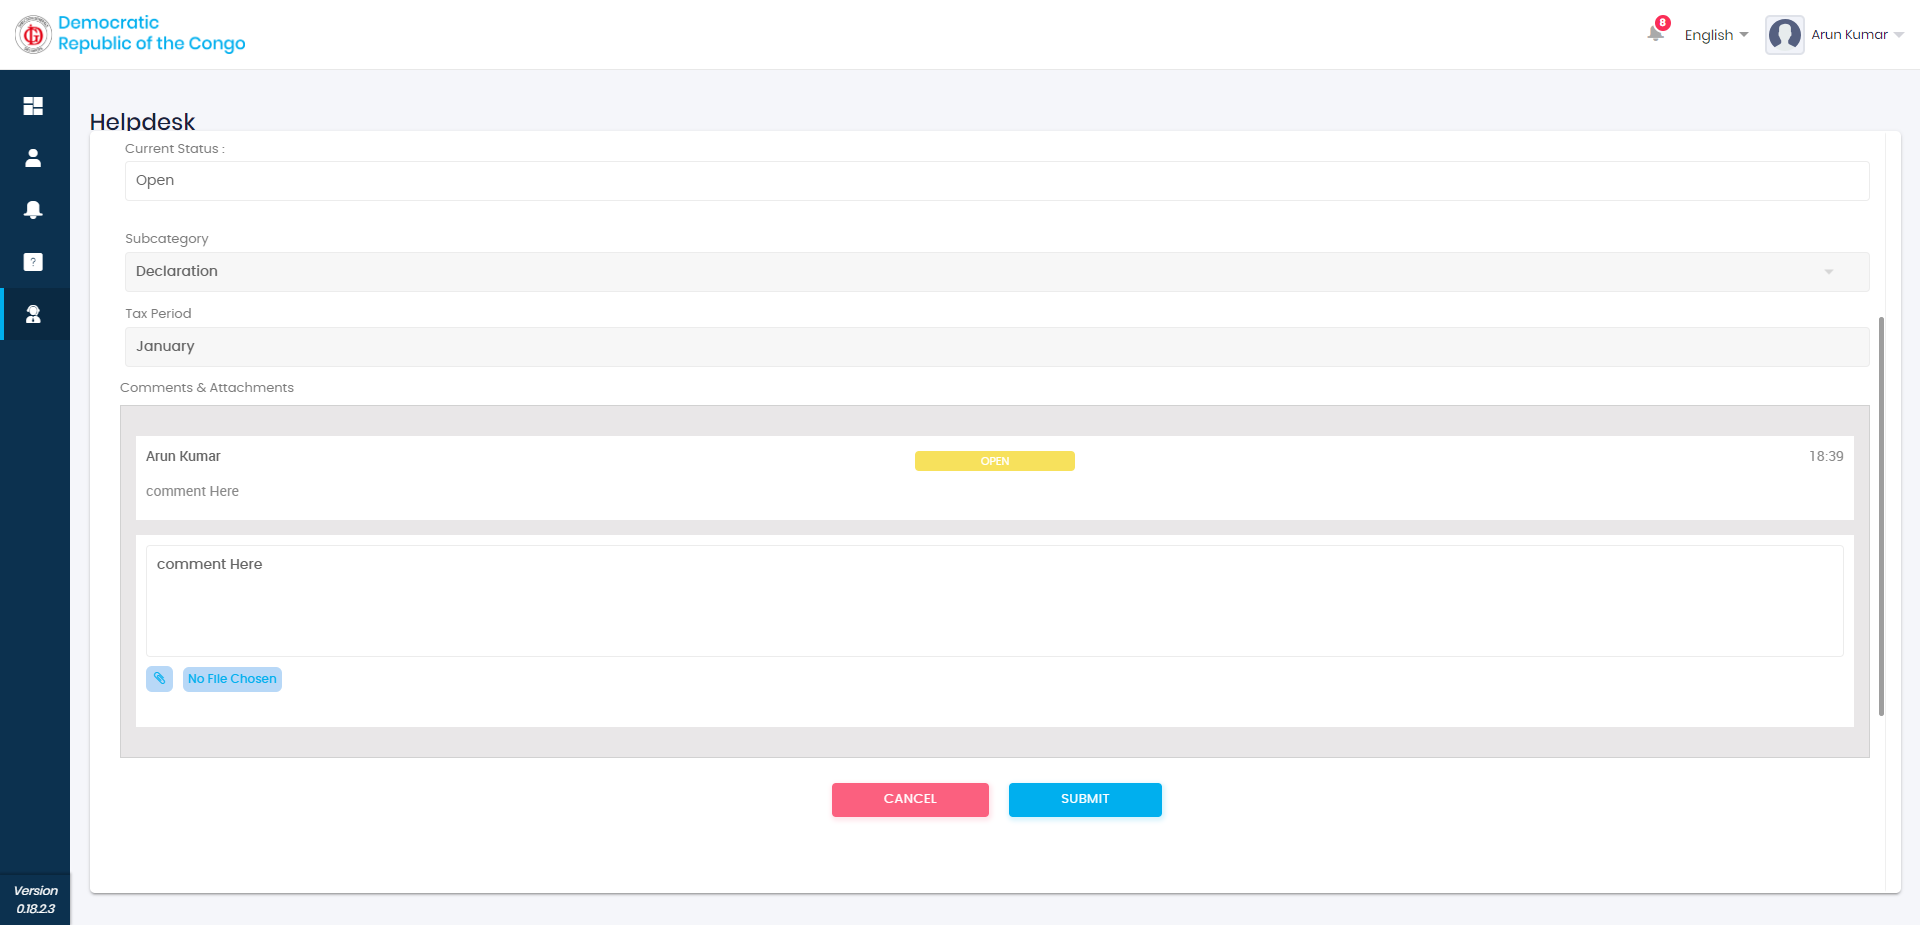 Democratic
Republic of the Congo
8
English
Arun Kumar
Helpdesk
Current Status :
Open
Subcategory
Declaration
Tax Period
January
Comments & Attachments
Arun Kumar
OPEN
18:39
comment Here
comment Here
No File Chosen
CANCEL
SUBMIT
Version
0.18.2.3